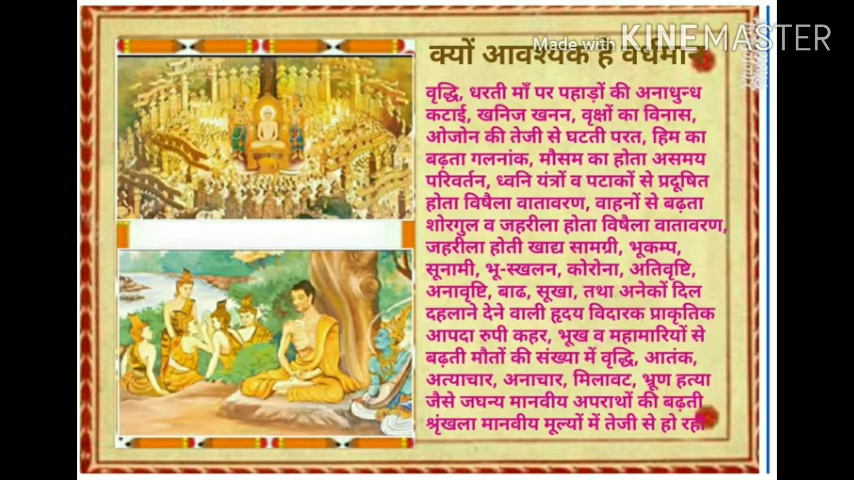 Made with KINEMASTER
क्यों आवश्यक है वर्धमान
वृद्धि, धरती माँ पर पहाड़ों की अनाधुन्ध
कटाई, खनिज खनन, वृक्षों का विनास,
ओजोन की तेजी से घटती परत, हिम का
बढ़ता गलनांक, मौसम का होता असमय
परिवर्तन, ध्वनि यंत्रों व पटाकों से प्रदूषित
होता विषैला वातावरण, वाहनों से बढ़ता
शोरगुल व जहरीला होता विषैला वातावरण,
जहरीली होती खाद्य सामग्री, भूकम्प,
सूनामी, भू-स्खलन, कोरोना, अतिवृष्टि,
अनावृष्टि, बाढ, सूखा, तथा अनेकों दिल
दहलाने देने वाली हृदय विदारक प्राकृतिक
आपदा रुपी कहर, भूख व महामारियों से
बढ़ती मौतों की संख्या में वृद्धि, आतंक,
अत्याचार, अनाचार, मिलावट, भ्रूण हत्या
जैसे जघन्य मानवीय अपराधों की बढ़ती
श्रृंखला मानवीय मूल्यों में तेजी से हो रहा